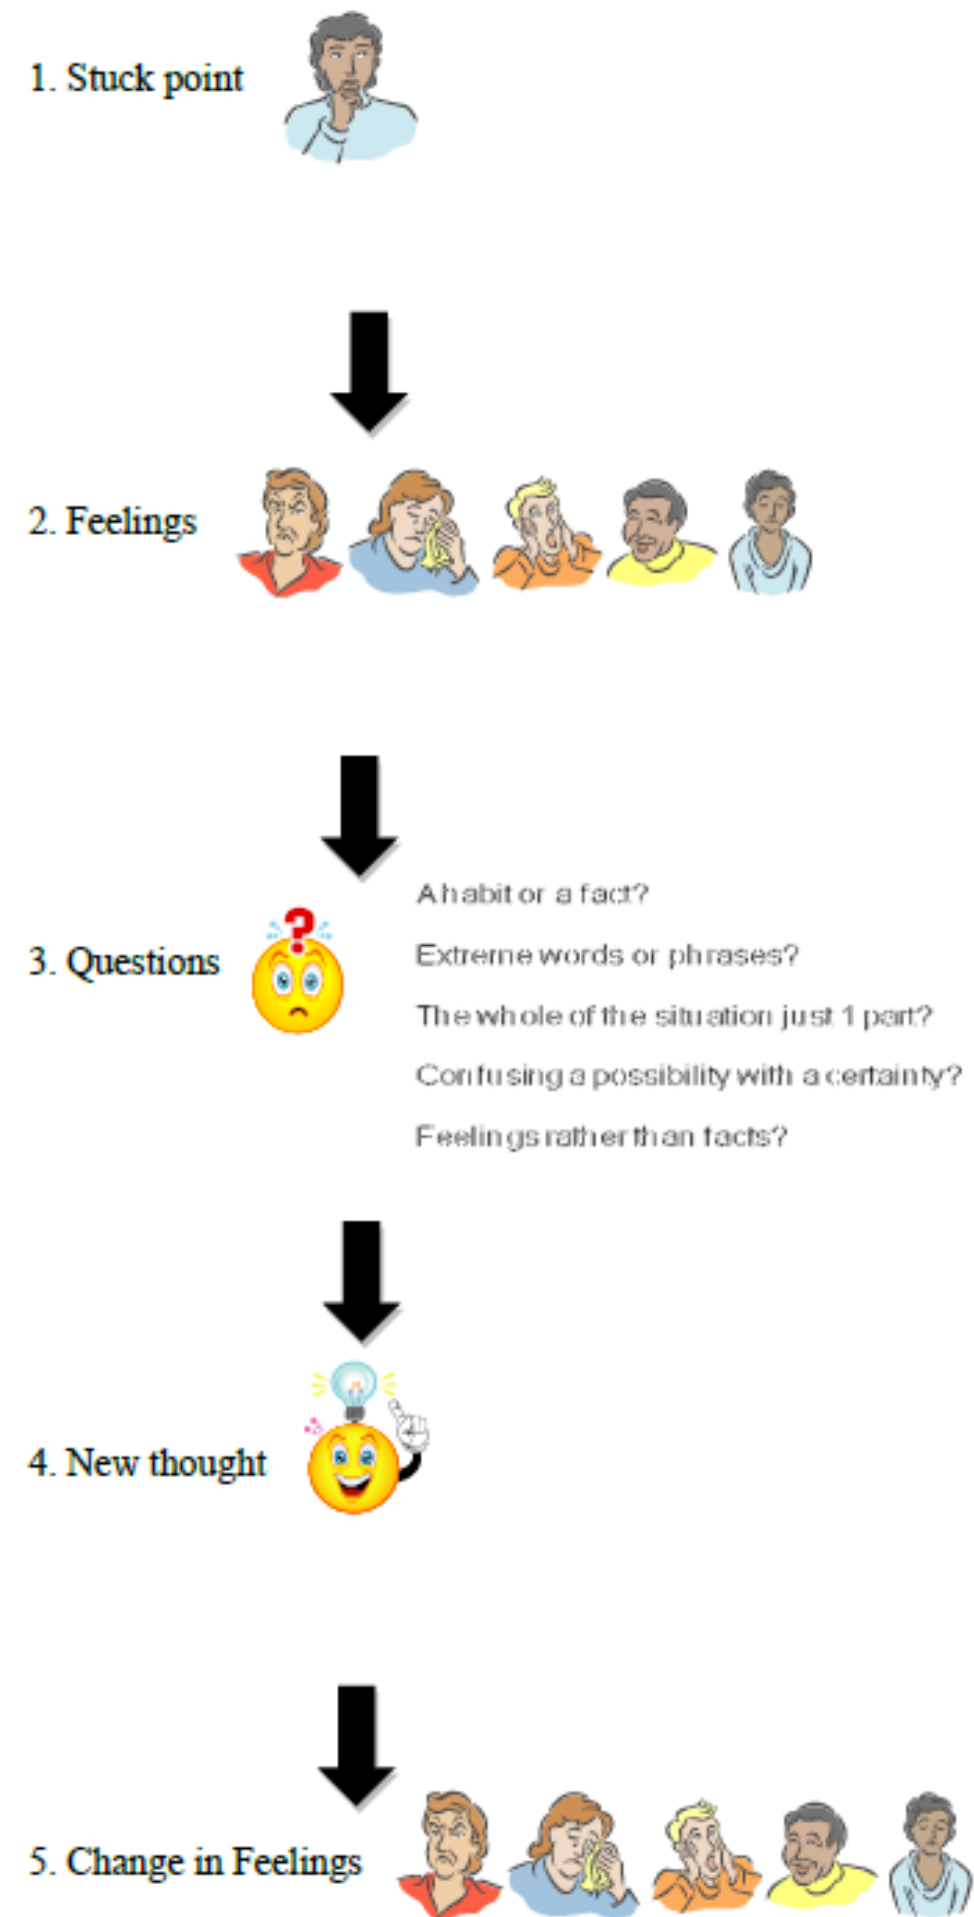 1. Stuck point
2. Feelings
3. Questions
A habit or a fact?
Extreme words or phrases?
The whole of the situation just 1 part?
Confusing a possibility with a certainty?
Feelings rather than facts?
4. New thought
5. Change in Feelings